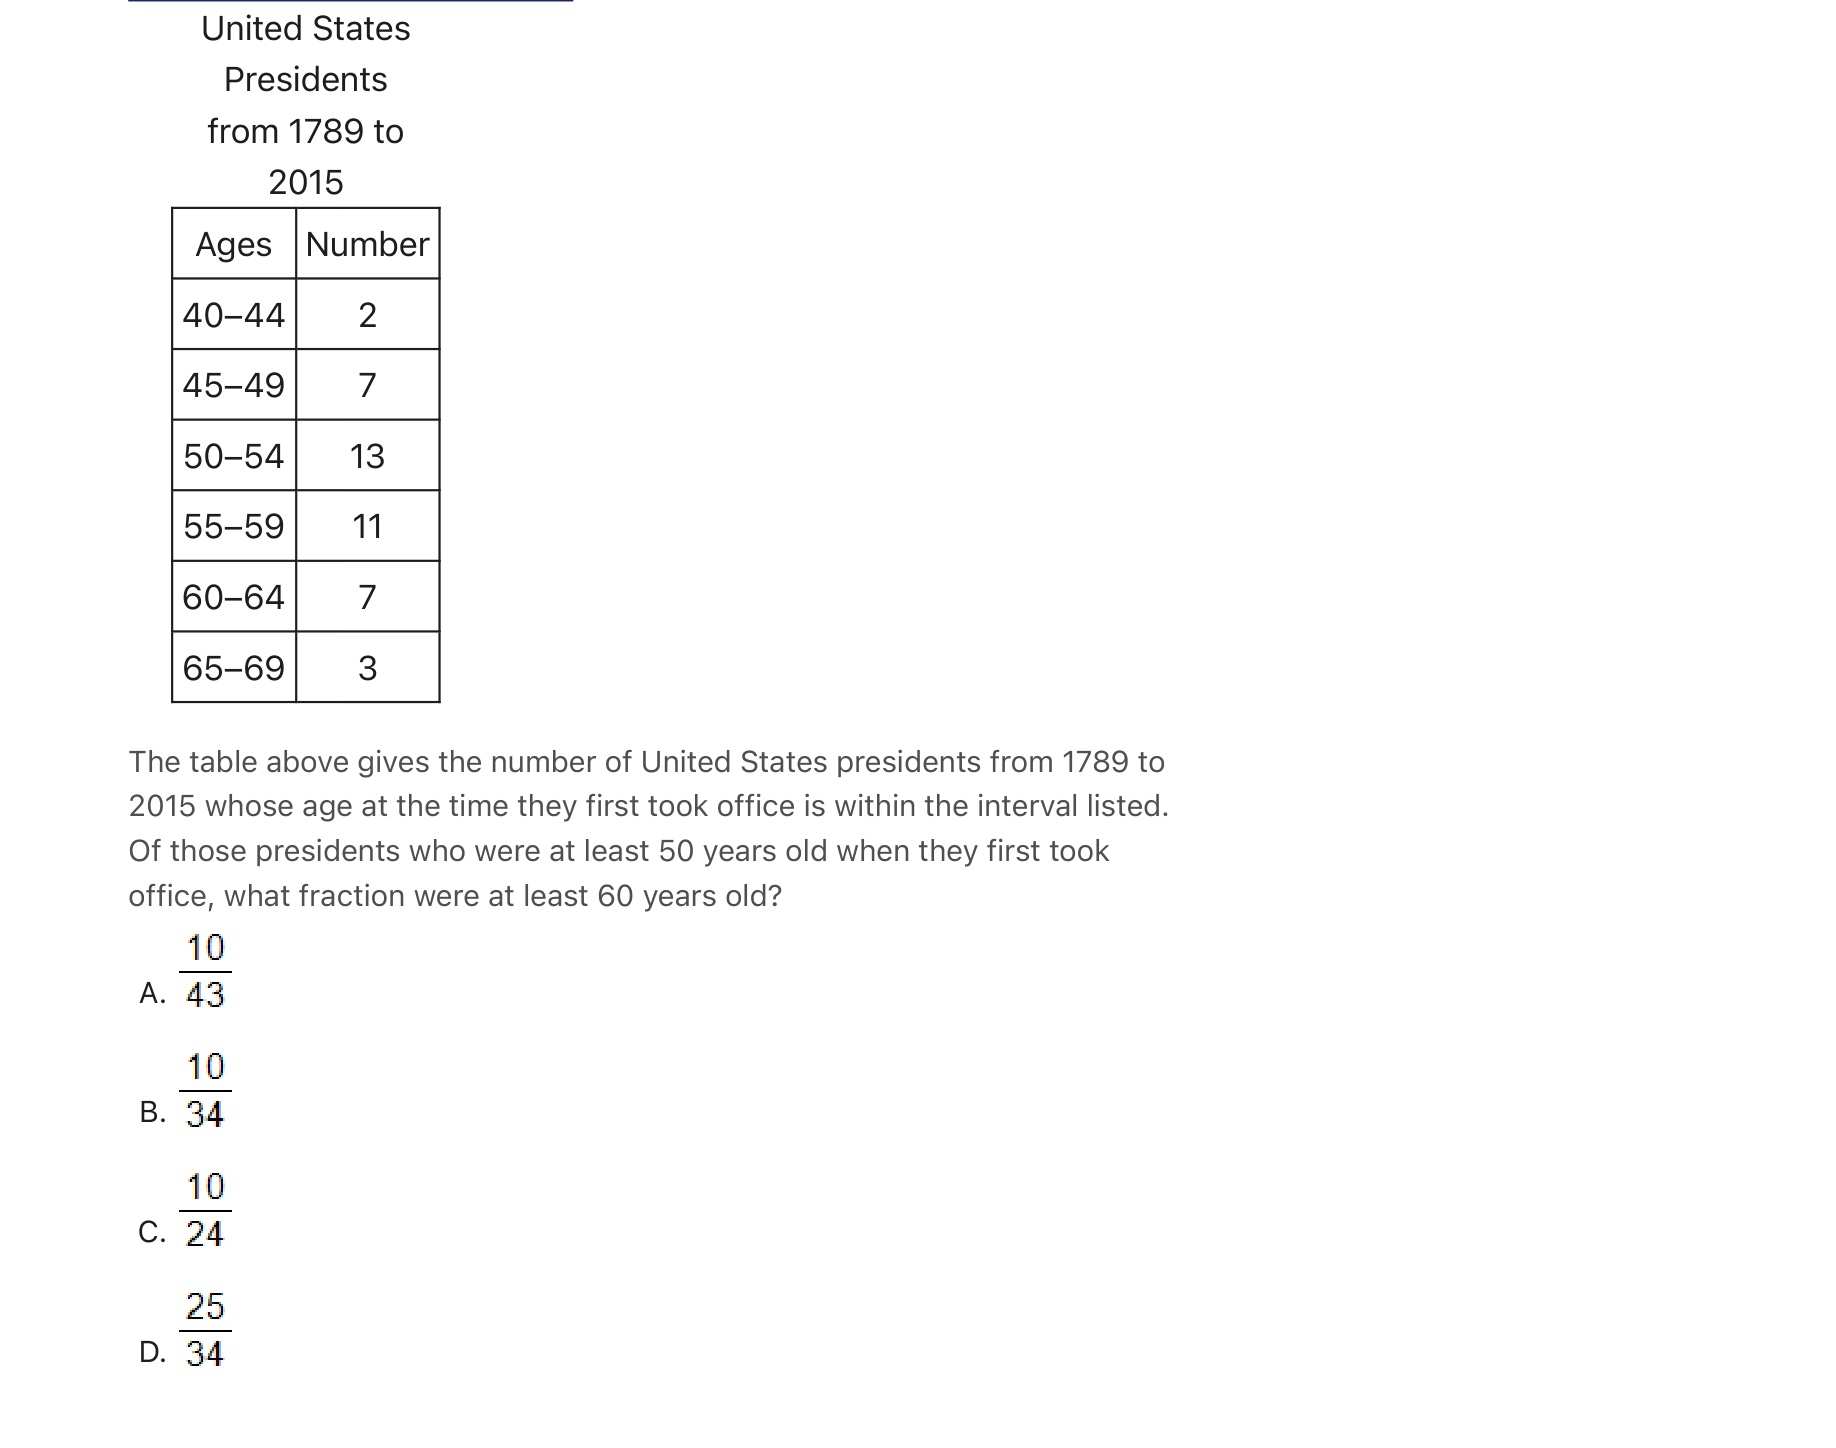 United States
Presidents
from 1789 to
2015
Ages Number
40–44 2
45–49 7
50–54 13
55–59 11
60–64 7
65–69 3
The table above gives the number of United States presidents from 1789 to
2015 whose age at the time they first took office is within the interval listed.
Of those presidents who were at least 50 years old when they first took
office, what fraction were at least 60 years old?
10
A. 43
10
B. 34
10
C. 24
25
D. 34